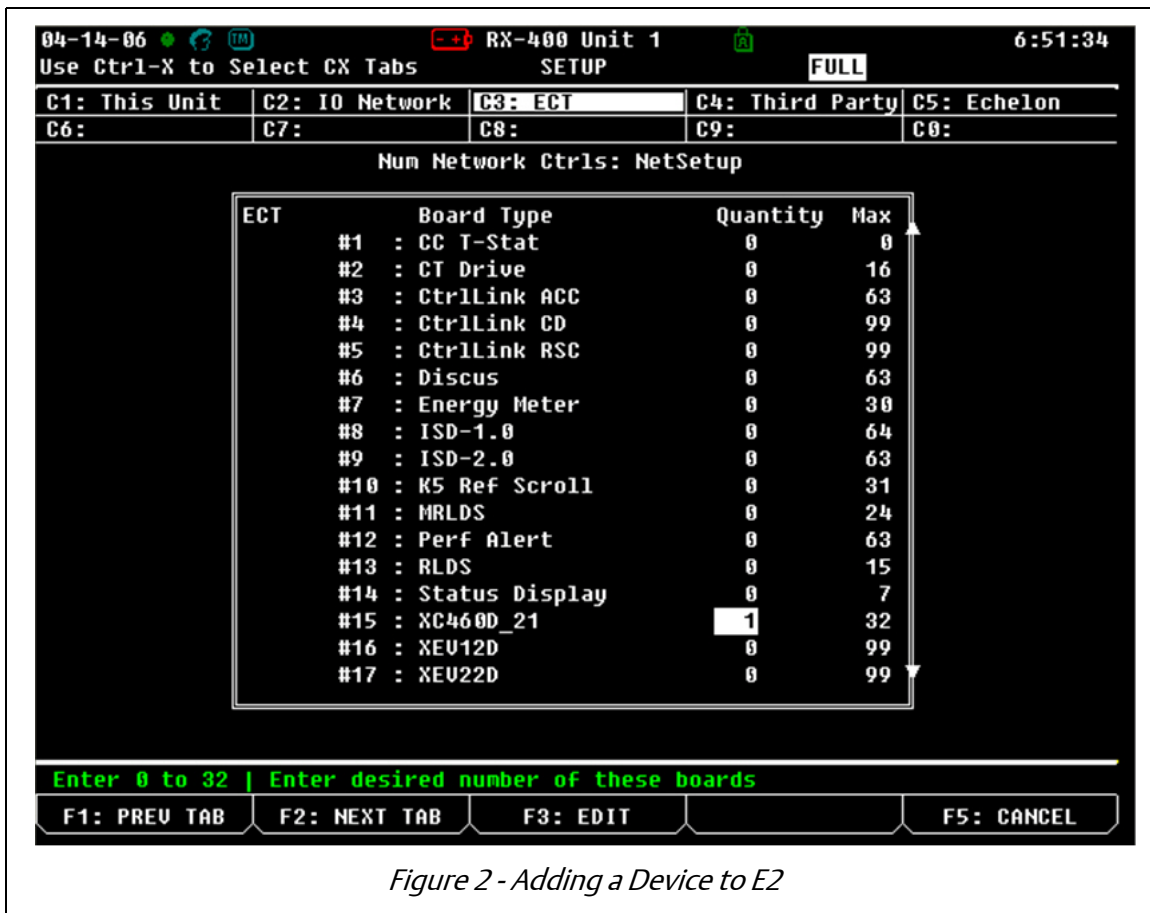 04-14-06 TM - + RX-400 Unit 1 A 6:51:34
Use Ctrl-X to Select CX Tabs SETUP FULL
C1: This Unit C2: IO Network C3: ECT C4: Third Party C5: Echelon
C6: C7: C8: C9: C0:
Num Network Ctrls: NetSetup
ECT Board Type Quantity Max
#1 : CC T-Stat 0 0
#2 : CT Drive 0 16
#3 : CtrlLink ACC 0 63
#4 : CtrlLink CD 0 99
#5 : CtrlLink RSC 0 99
#6 : Discus 0 63
#7 : Energy Meter 0 30
#8 : ISD-1.0 0 64
#9 : ISD-2.0 0 63
#10 : K5 Ref Scroll 0 31
#11 : MRLDS 0 24
#12 : Perf Alert 0 63
#13 : RLDS 0 15
#14 : Status Display 0 7
#15 : XC460D_21 1 32
#16 : XEV12D 0 99
#17 : XEV22D 0 99
Enter 0 to 32 | Enter desired number of these boards
F1: PREV TAB F2: NEXT TAB F3: EDIT F5: CANCEL
Figure 2 - Adding a Device to E2